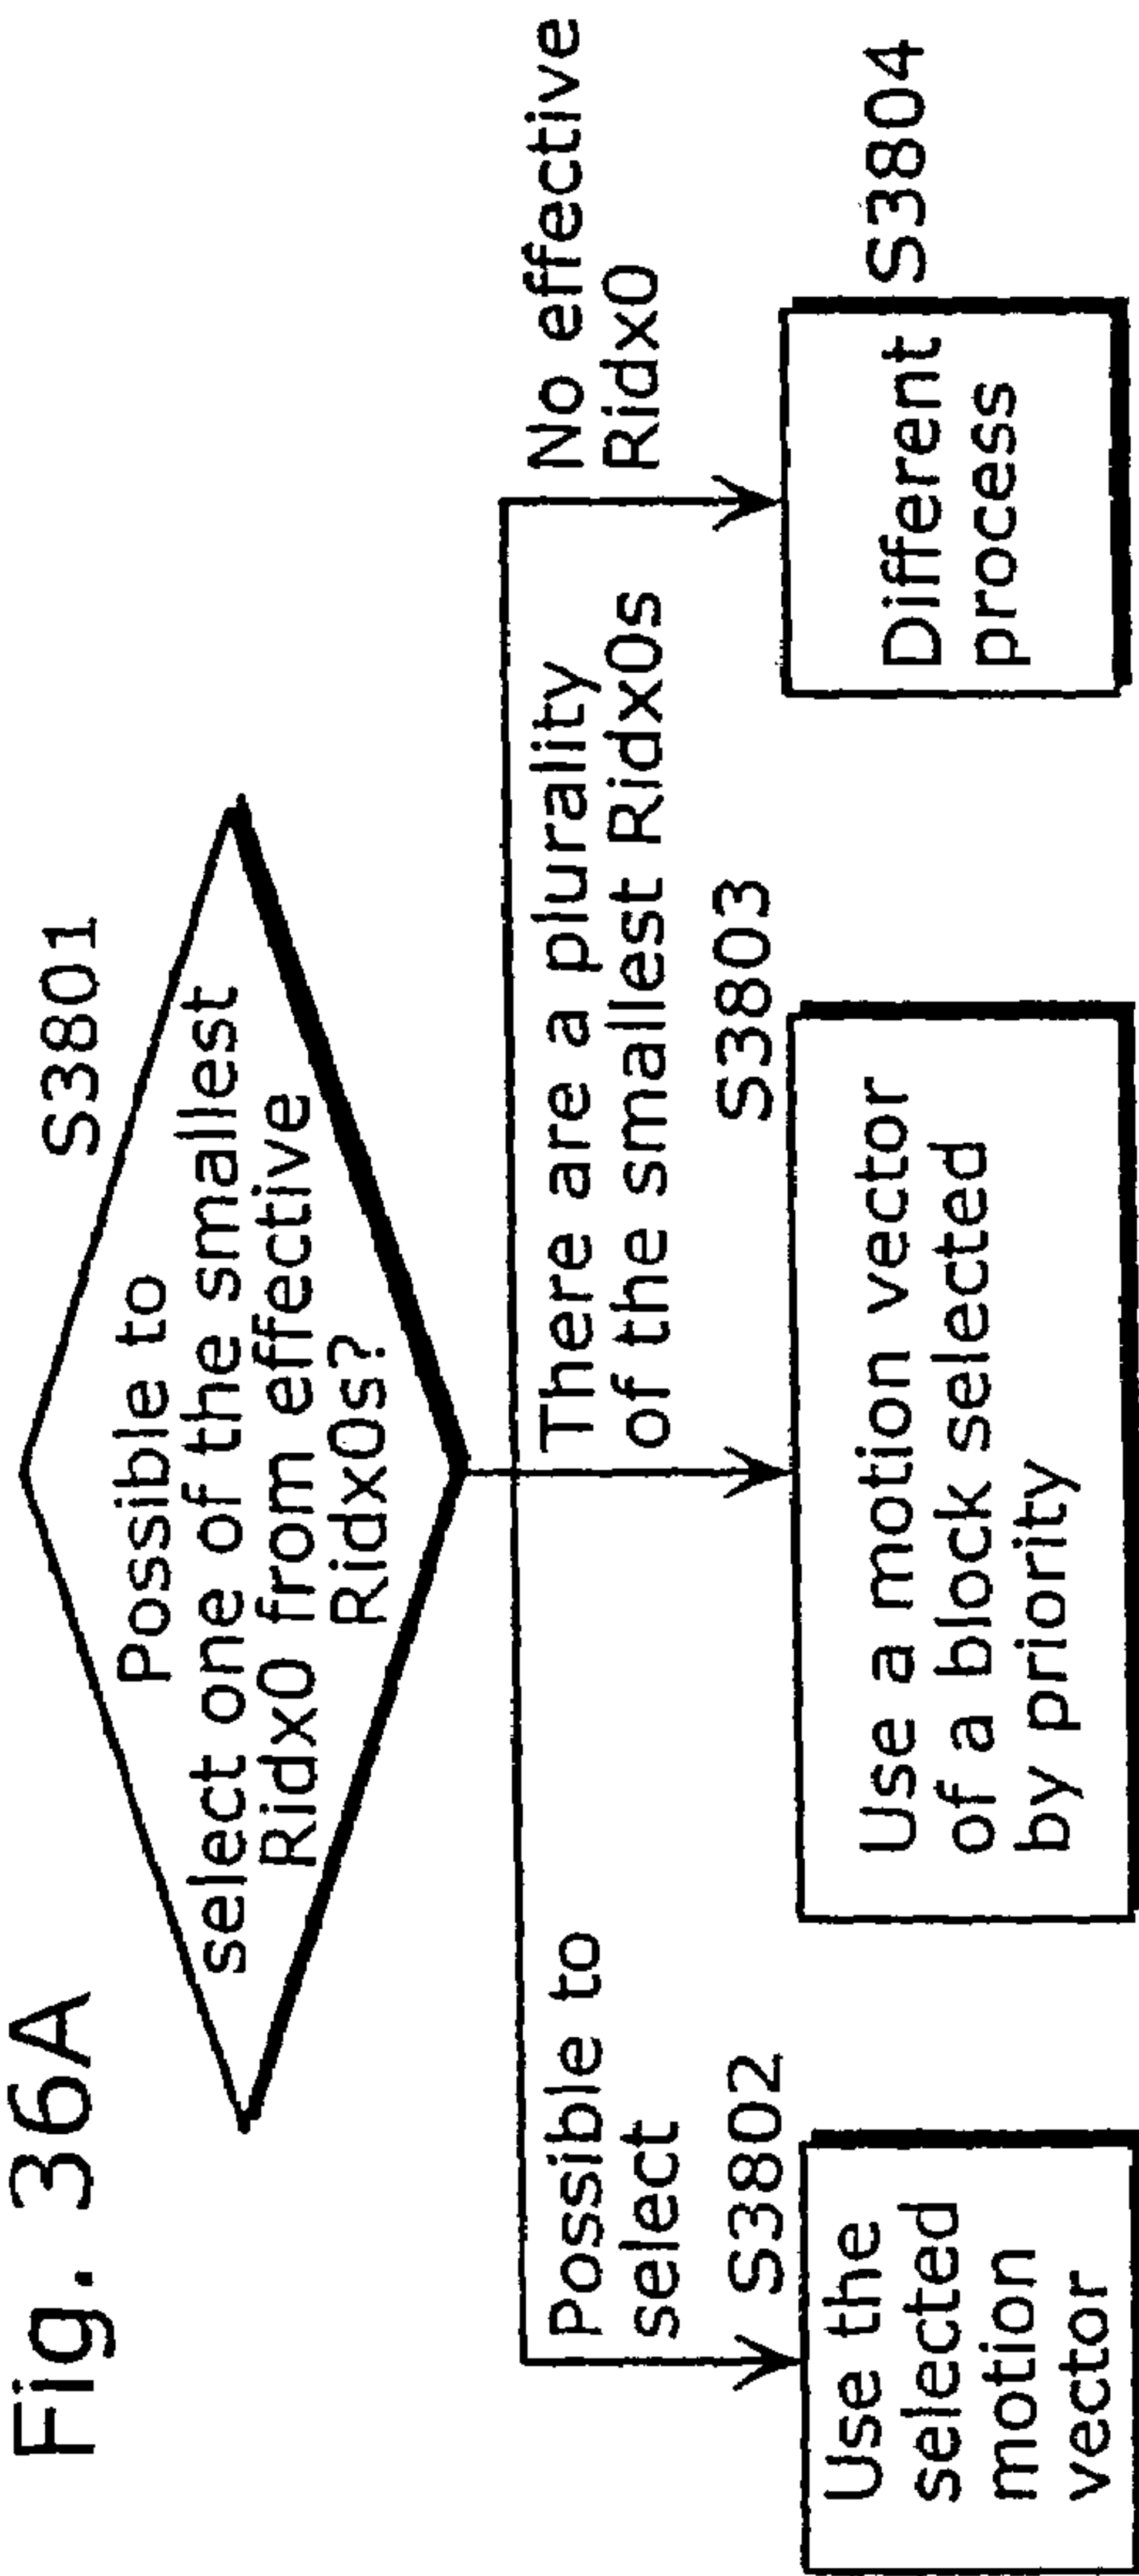 Fig. 36A
S3801
Possible to
select one of the smallest
Ridx0 from effective
Ridx0s?
Possible to
select
S3802
Use the
selected
motion
vector
There are a plurality
of the smallest Ridx0s
S3803
Use a motion vector
of a block selected
by priority
No effective
Ridx0
S3804
Different
process